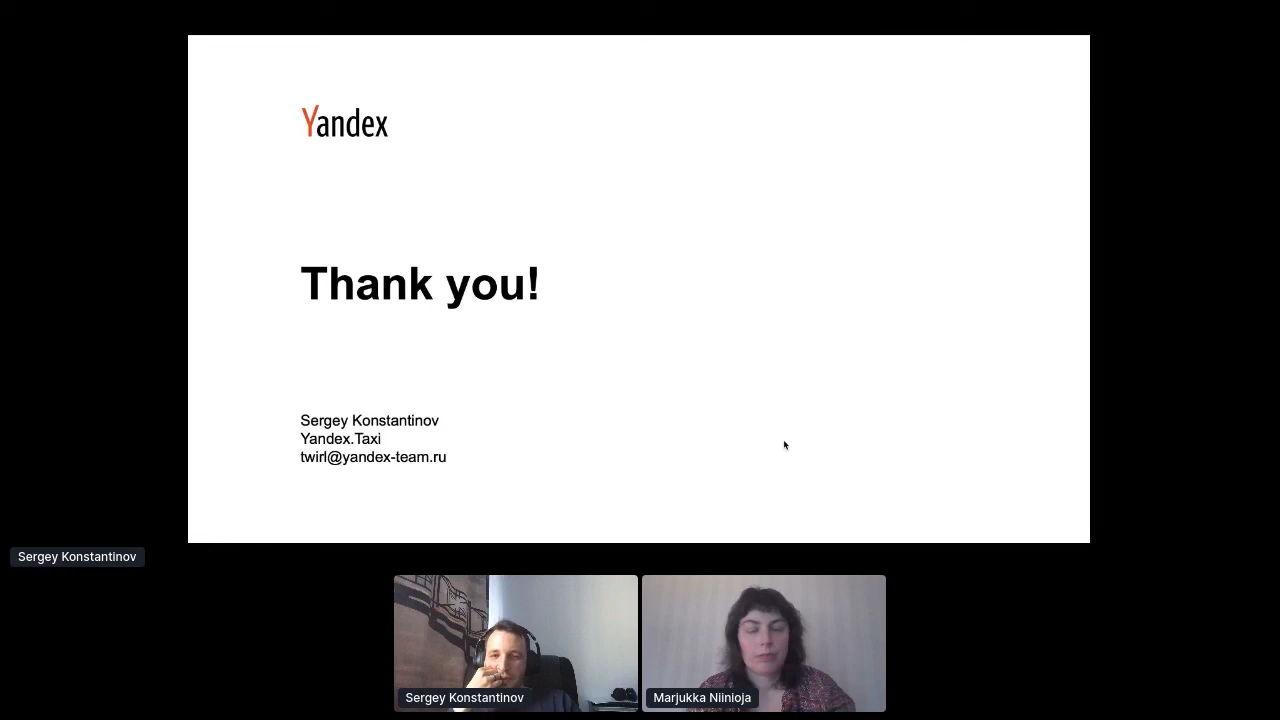 Yandex
Thank you!
Sergey Konstantinov
Yandex.Taxi
twirl@yandex-team.ru
Sergey Konstantinov
Sergey Konstantinov
Marjukka Niinioja